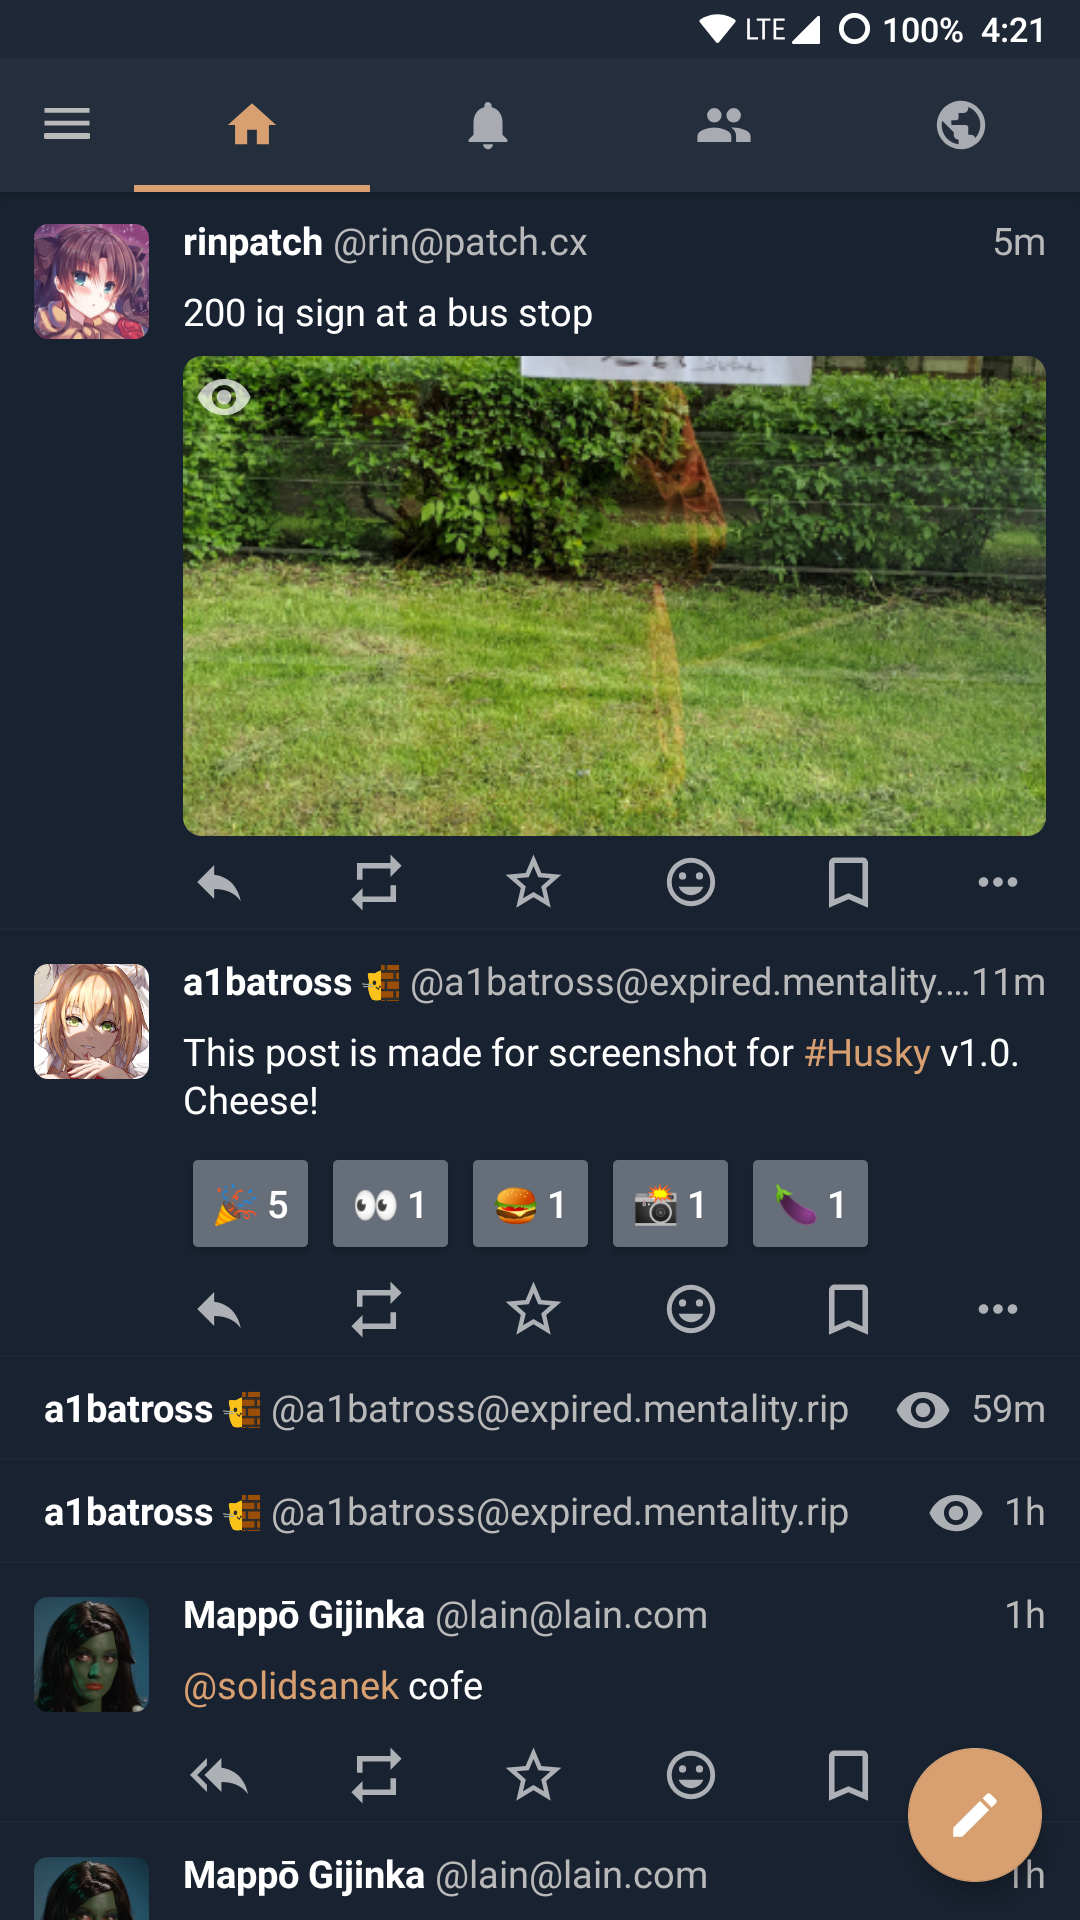 LTE 100% 4:21
rinpatch @rin@patch.cx 5m
200 iq sign at a bus stop
a1batross @a1batross@expired.mentality.... 11m
This post is made for screenshot for #Husky v1.0.
Cheese!
5 1 1 1 1
a1batross @a1batross@expired.mentality.rip 59m
a1batross @a1batross@expired.mentality.rip 1h
Mappō Gijinka @lain@lain.com 1h
@solidsanek cofe
Mappō Gijinka @lain@lain.com 1h